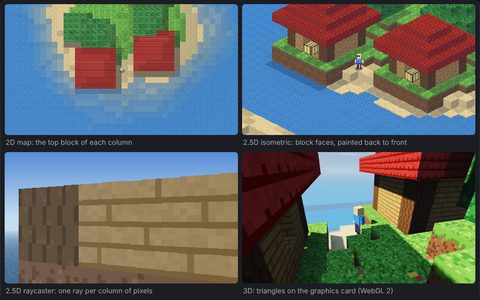 2D map: the top block of each column
2.5D isometric: block faces, painted back to front
2.5D raycaster: one ray per column of pixels
3D: triangles on the graphics card (WebGL 2)